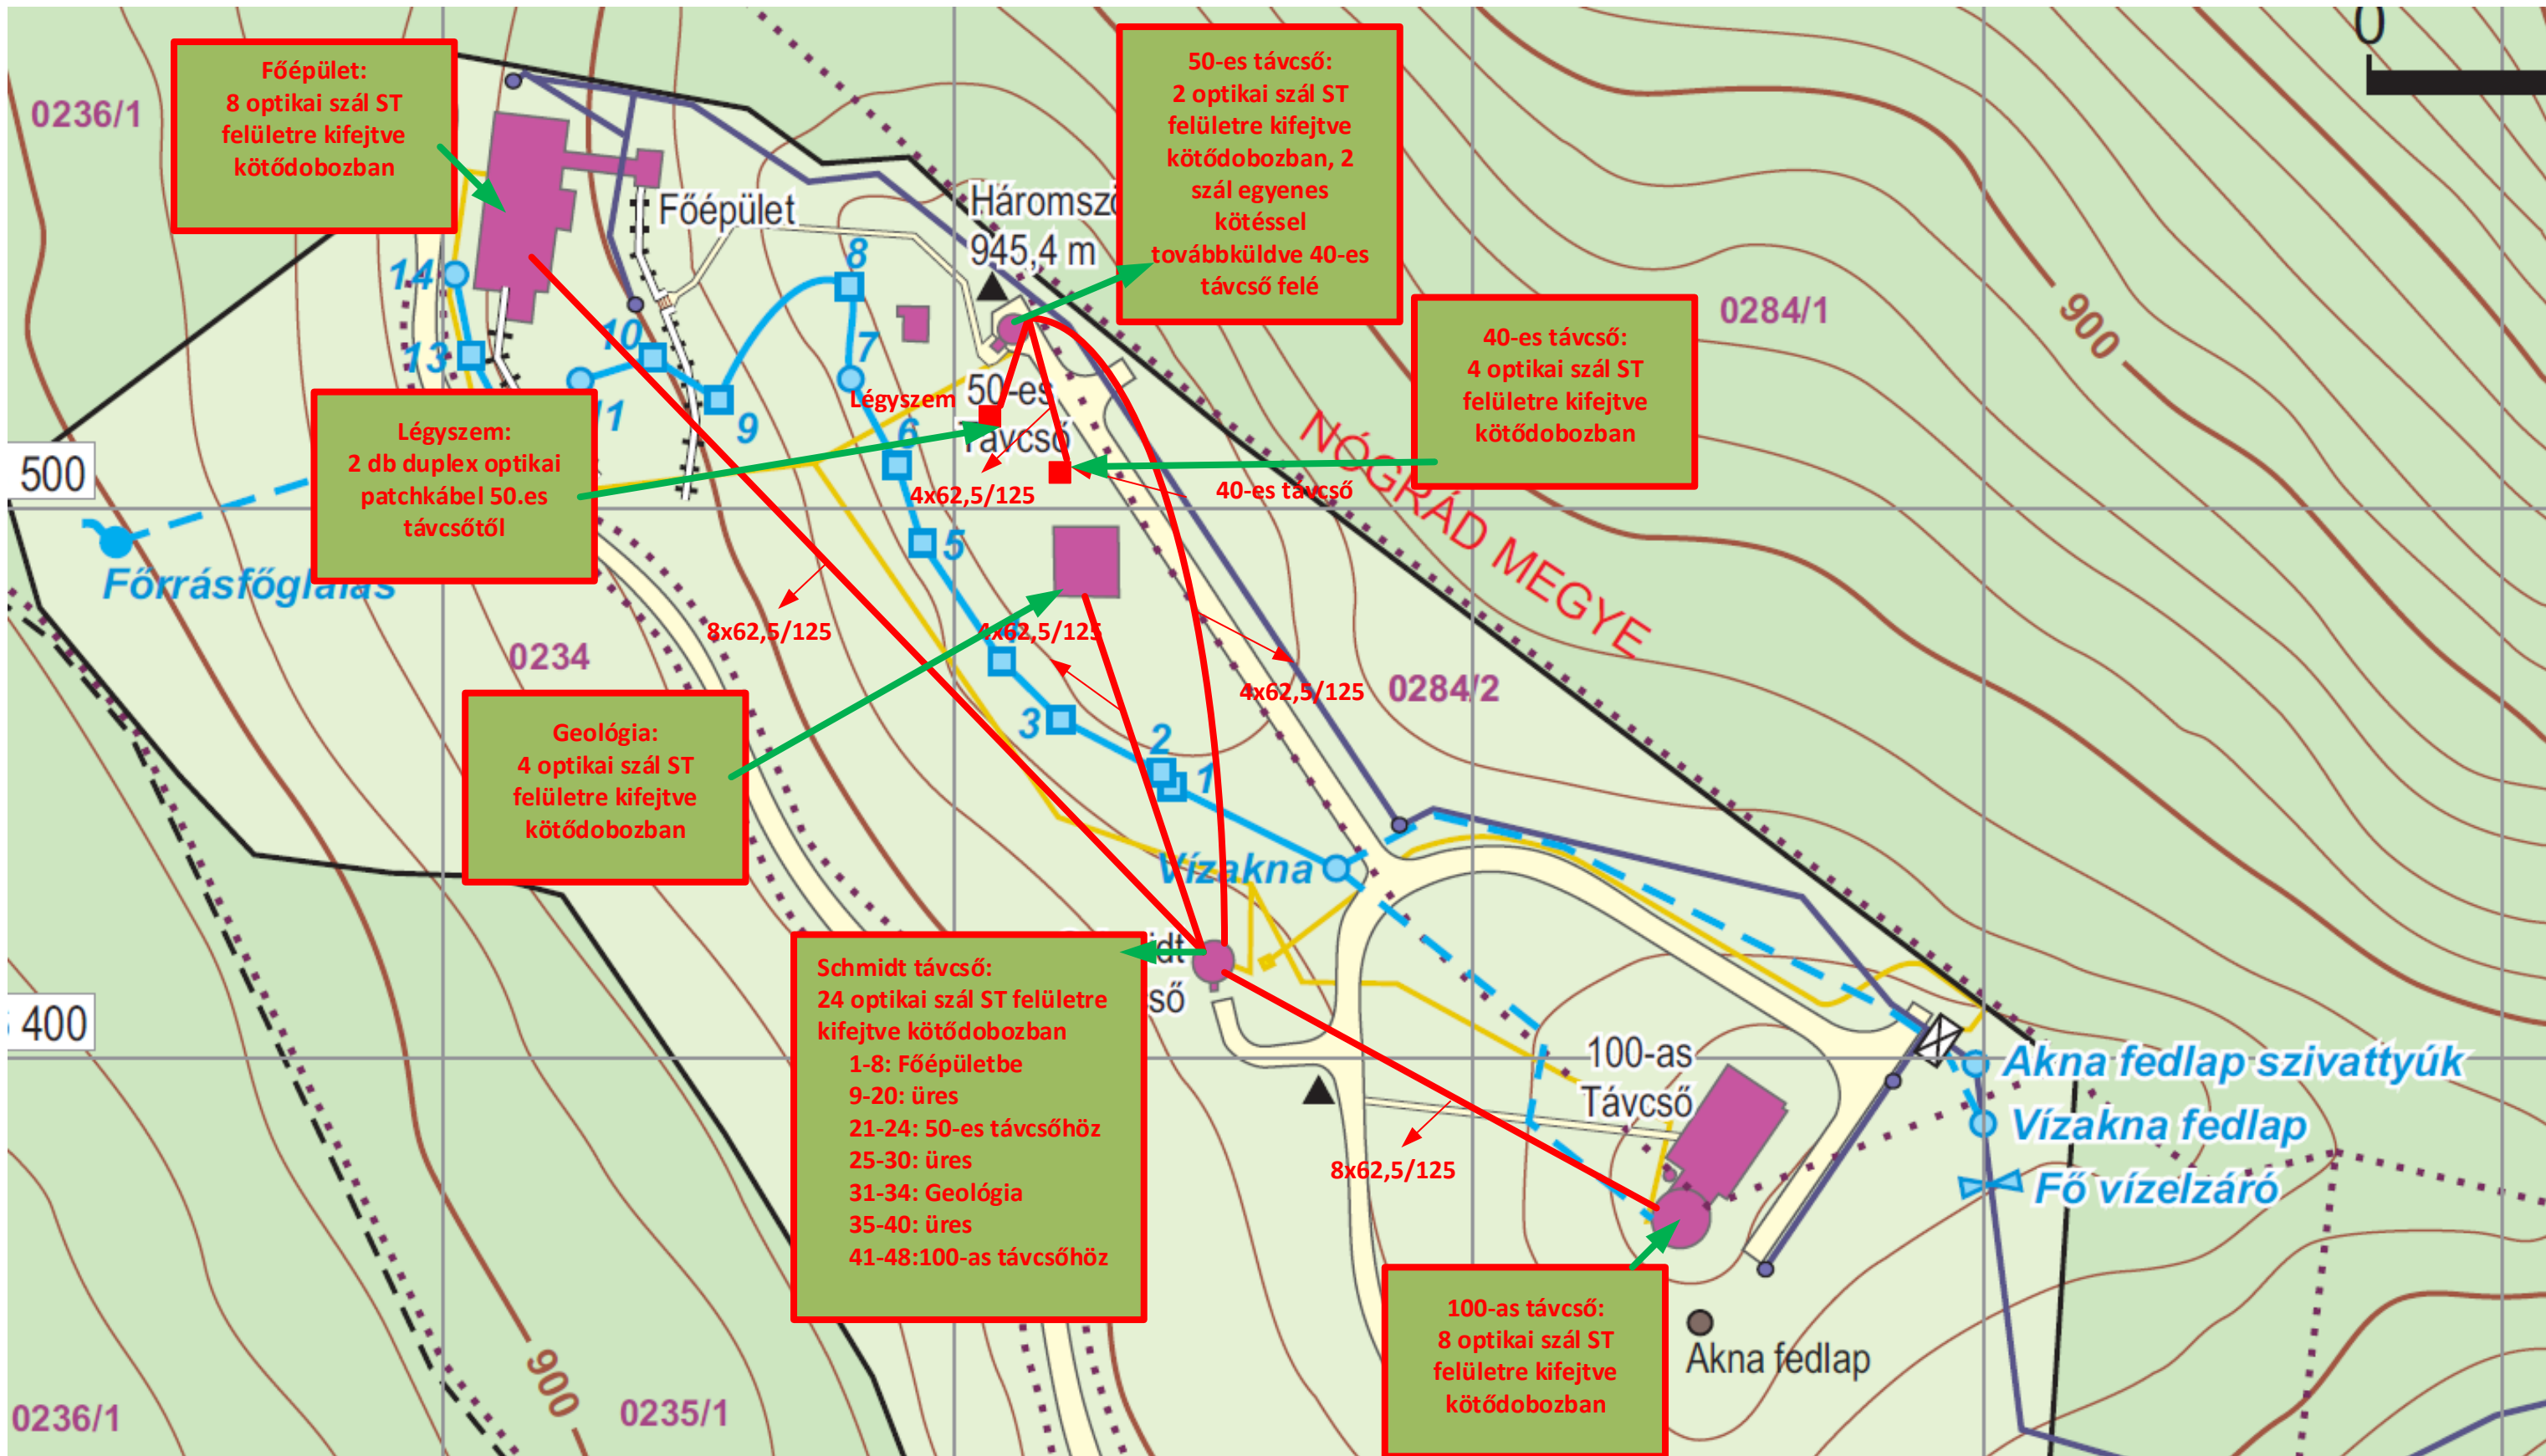 0
0236/1
Főépület:
8 optikai szál ST
felületre kifejtve
kötődobozban
Főépület
945,4 m
50-es távcső:
2 optikai szál ST
felületre kifejtve
kötődobozban, 2
szál egyenes
kötéssel
továbbküldve 40-es
távcső felé
40-es távcső:
4 optikai szál ST
felületre kifejtve
kötődobozban
0284/1
900
14
13
10
9
8
7
6
5
3
2
1
Légyszem
50-es
Távcső
4x62,5/125
40-es távcső
NÓGRÁD MEGYE
Légyszem:
2 db duplex optikai
patchkábel 50.es
távcsőtől
500
Főrrásfőglalás
0234
8x62,5/125
4x62,5/125
4x62,5/125
0284/2
Geológia:
4 optikai szál ST
felületre kifejtve
kötődobozban
Vízakna
Schmidt távcső:
24 optikai szál ST felületre
kifejtve kötődobozban
1-8: Főépületbe
9-20: üres
21-24: 50-es távcsőhöz
25-30: üres
31-34: Geológia
35-40: üres
41-48:100-as távcsőhöz
400
100-as
Távcső
8x62,5/125
Akna fedlap szivattyúk
Vízakna fedlap
Fő vízelzáró
100-as távcső:
8 optikai szál ST
felületre kifejtve
kötődobozban
Akna fedlap
900
0236/1
0235/1